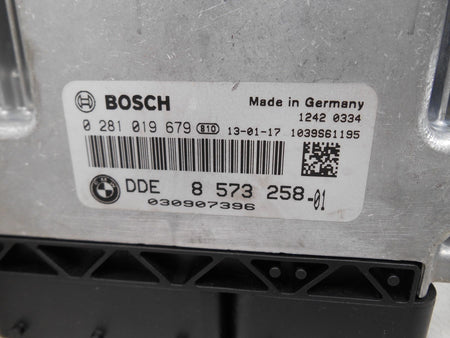 BOSCH Made in Germany
1242 0334
0 281 019 679 810 13-01-17 1039S61195
BMW
DDE 8 573 258-01
030907396